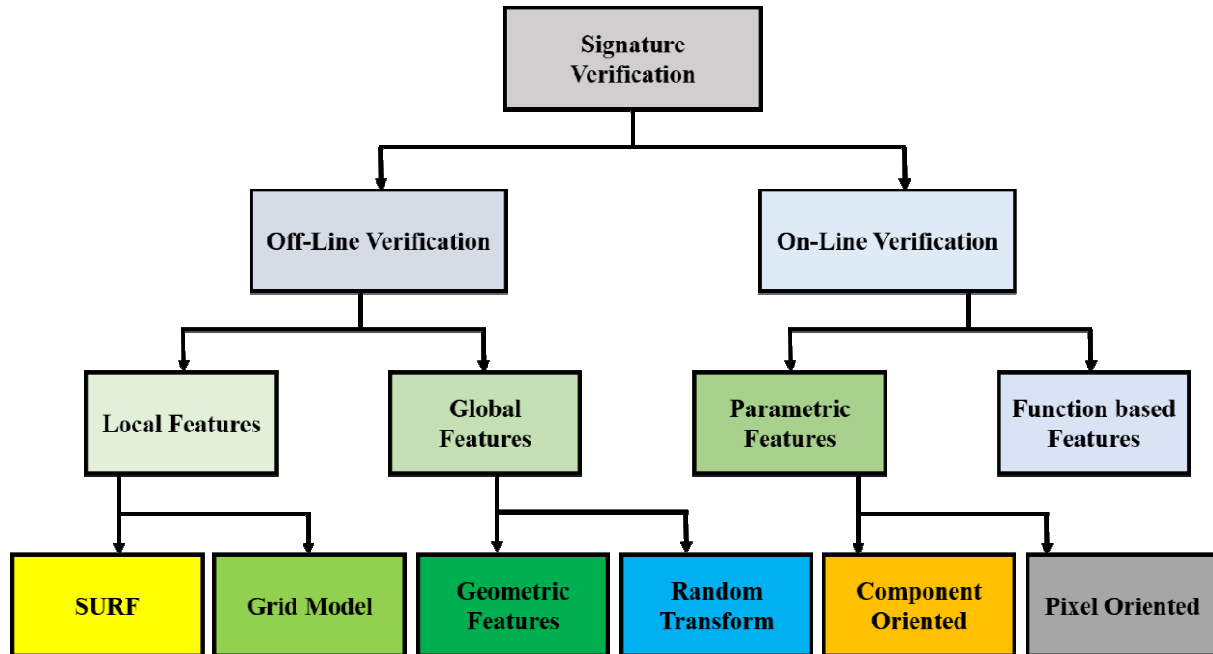 Signature
Verification
Off-Line Verification
On-Line Verification
Local Features
Global
Features
Parametric
Features
Function based
Features
SURF
Grid Model
Geometric
Features
Random
Transform
Component
Oriented
Pixel Oriented